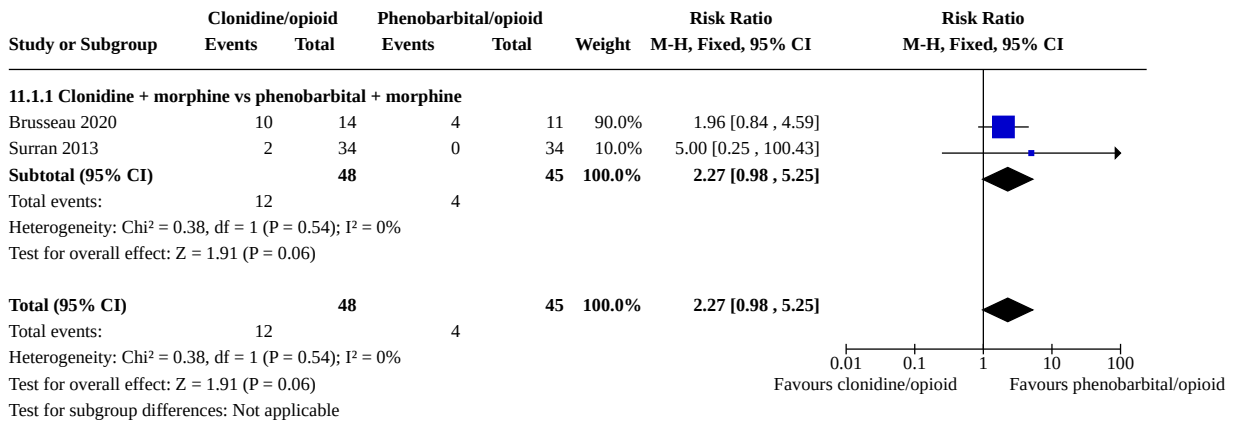 Clonidine/opioid Phenobarbital/opioid Risk Ratio Risk Ratio
Study or Subgroup Events Total Events Total Weight M-H, Fixed, 95% CI M-H, Fixed, 95% CI
11.1.1 Clonidine + morphine vs phenobarbital + morphine
Brusseau 2020 10 14 4 11 90.0% 1.96 [0.84 , 4.59]
Surran 2013 2 34 0 34 10.0% 5.00 [0.25 , 100.43]
Subtotal (95% CI) 48 45 100.0% 2.27 [0.98 , 5.25]
Total events: 12 4
Heterogeneity: Chi² = 0.38, df = 1 (P = 0.54); I² = 0%
Test for overall effect: Z = 1.91 (P = 0.06)
Total (95% CI) 48 45 100.0% 2.27 [0.98 , 5.25]
Total events: 12 4
Heterogeneity: Chi² = 0.38, df = 1 (P = 0.54); I² = 0%
0.01 0.1 1 10 100
Test for overall effect: Z = 1.91 (P = 0.06) Favours clonidine/opioid Favours phenobarbital/opioid
Test for subgroup differences: Not applicable